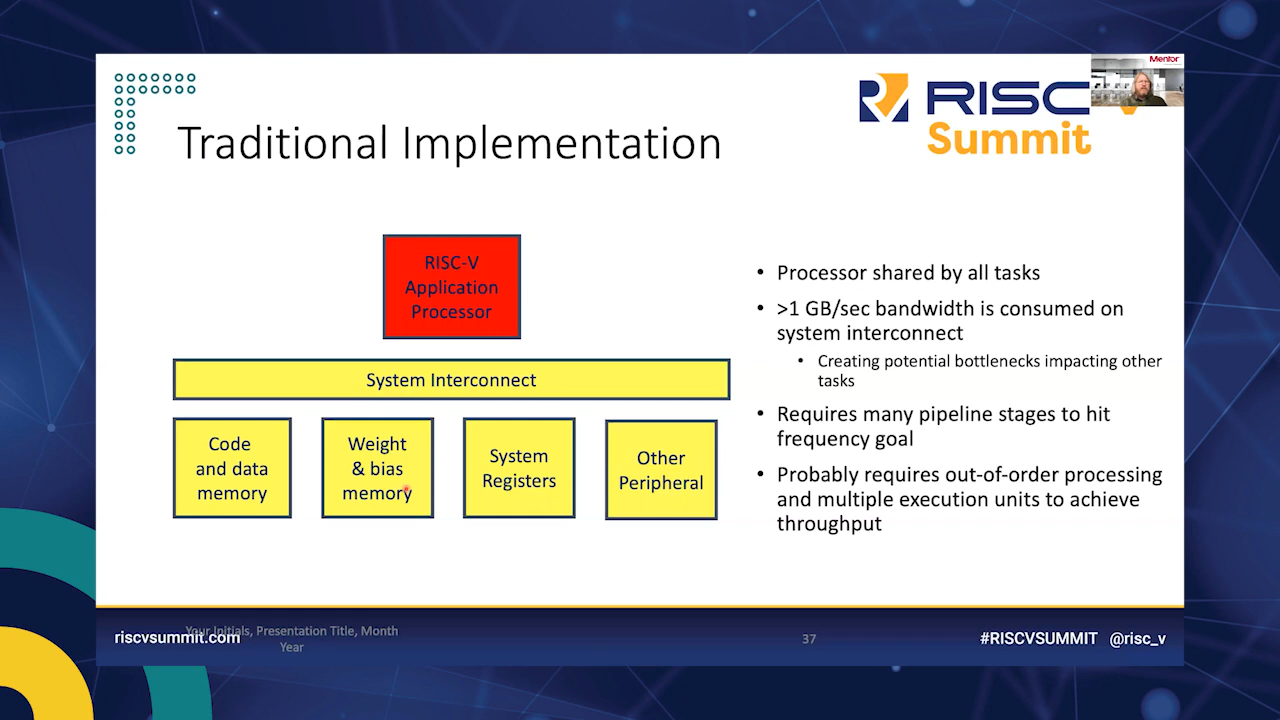 Mentor
RISC
Summit
Traditional Implementation
RISC-V
Application
Processor
System Interconnect
Code
and data
memory
Weight
& bias
memory
System
Registers
Other
Peripheral
• Processor shared by all tasks
• >1 GB/sec bandwidth is consumed on
system interconnect
• Creating potential bottlenecks impacting other
tasks
• Requires many pipeline stages to hit
frequency goal
• Probably requires out-of-order processing
and multiple execution units to achieve
throughput
riscvsummit.com
Your Initials, Presentation Title, Month
Year
37
#RISCVSUMMIT @risc_v